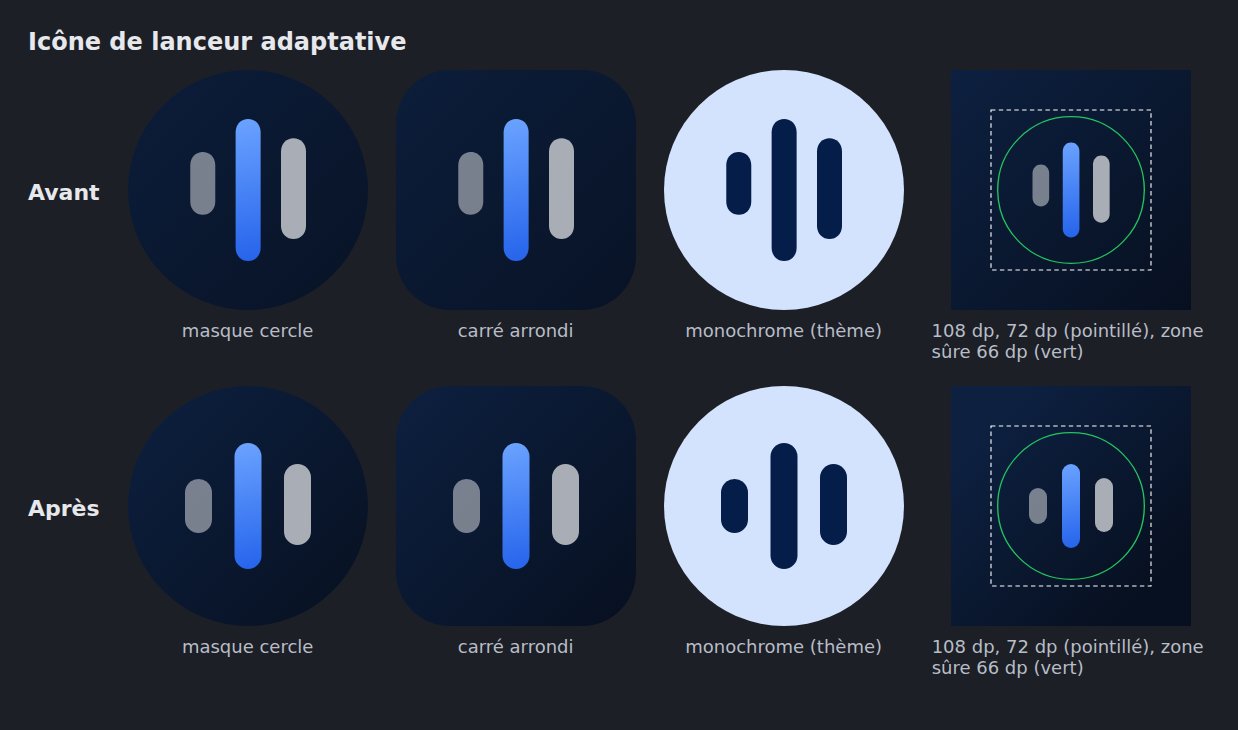 Icône de lanceur adaptative
Avant
masque cercle
carré arrondi
monochrome (thème)
108 dp, 72 dp (pointillé), zone
sûre 66 dp (vert)
Après
masque cercle
carré arrondi
monochrome (thème)
108 dp, 72 dp (pointillé), zone
sûre 66 dp (vert)